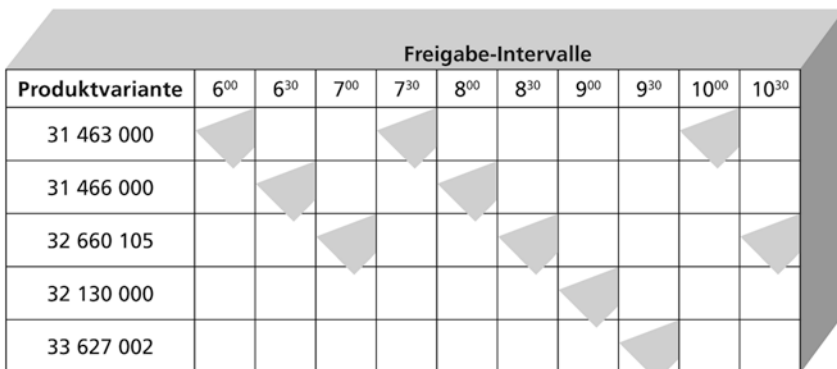 Freigabe-Intervalle
Produktvariante 6⁰⁰ 6³⁰ 7⁰⁰ 7³⁰ 8⁰⁰ 8³⁰ 9⁰⁰ 9³⁰ 10⁰⁰ 10³⁰
31 463 000
31 466 000
32 660 105
32 130 000
33 627 002